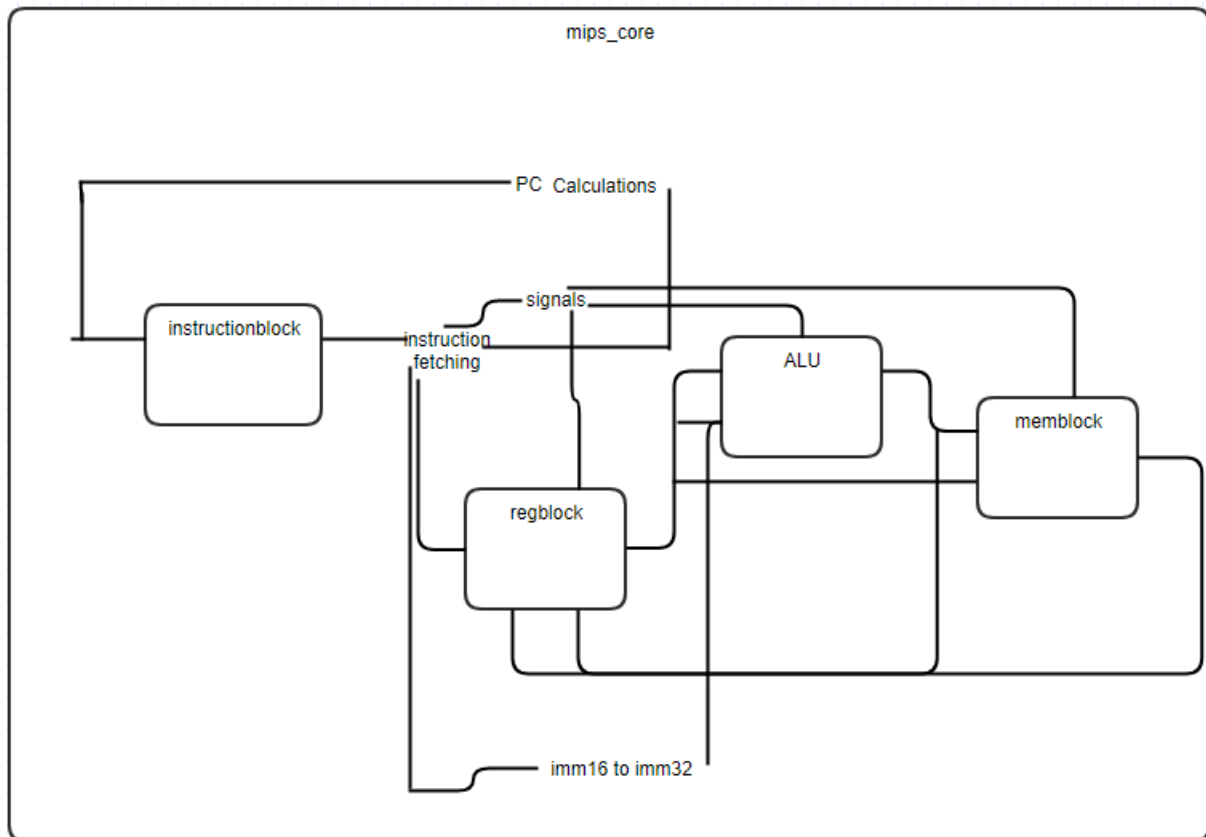 mips_core
PC Calculations
signals
instructionblock
instruction
fetching
ALU
memblock
regblock
imm16 to imm32